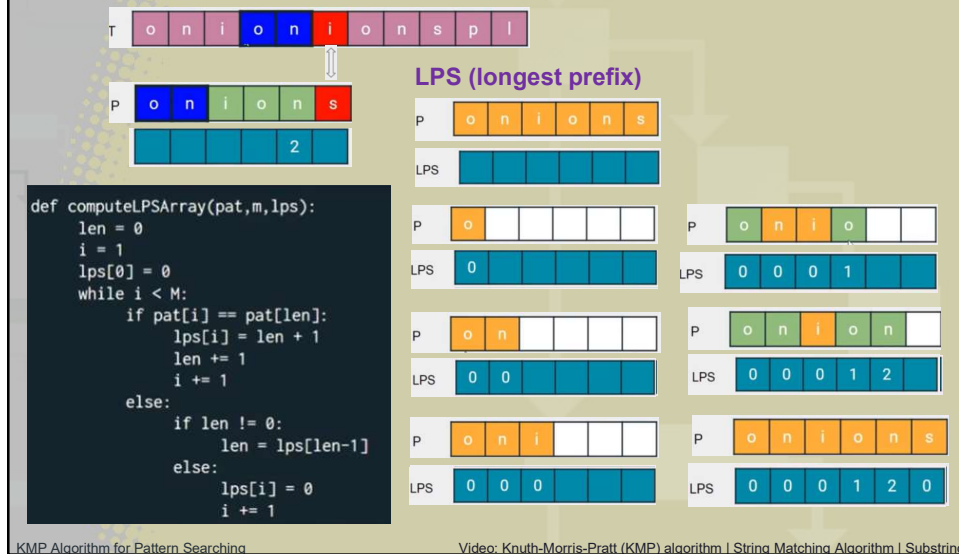 T o n i o n i o n s p l
P o n i o n s
2
def computeLPSArray(pat,m,lps):
len = 0
i = 1
lps[0] = 0
while i < M:
if pat[i] == pat[len]:
lps[i] = len + 1
len += 1
i += 1
else:
if len != 0:
len = lps[len-1]
else:
lps[i] = 0
i += 1
LPS (longest prefix)
P o n i o n s
LPS
P o
LPS 0
P o n
LPS 0 0
P o n i
LPS 0 0 0
P o n i o
LPS 0 0 0 1
P o n i o n
LPS 0 0 0 1 2
P o n i o n s
LPS 0 0 0 1 2 0
KMP Algorithm for Pattern Searching
Video: Knuth-Morris-Pratt (KMP) algorithm | String Matching Algorithm | Substrin